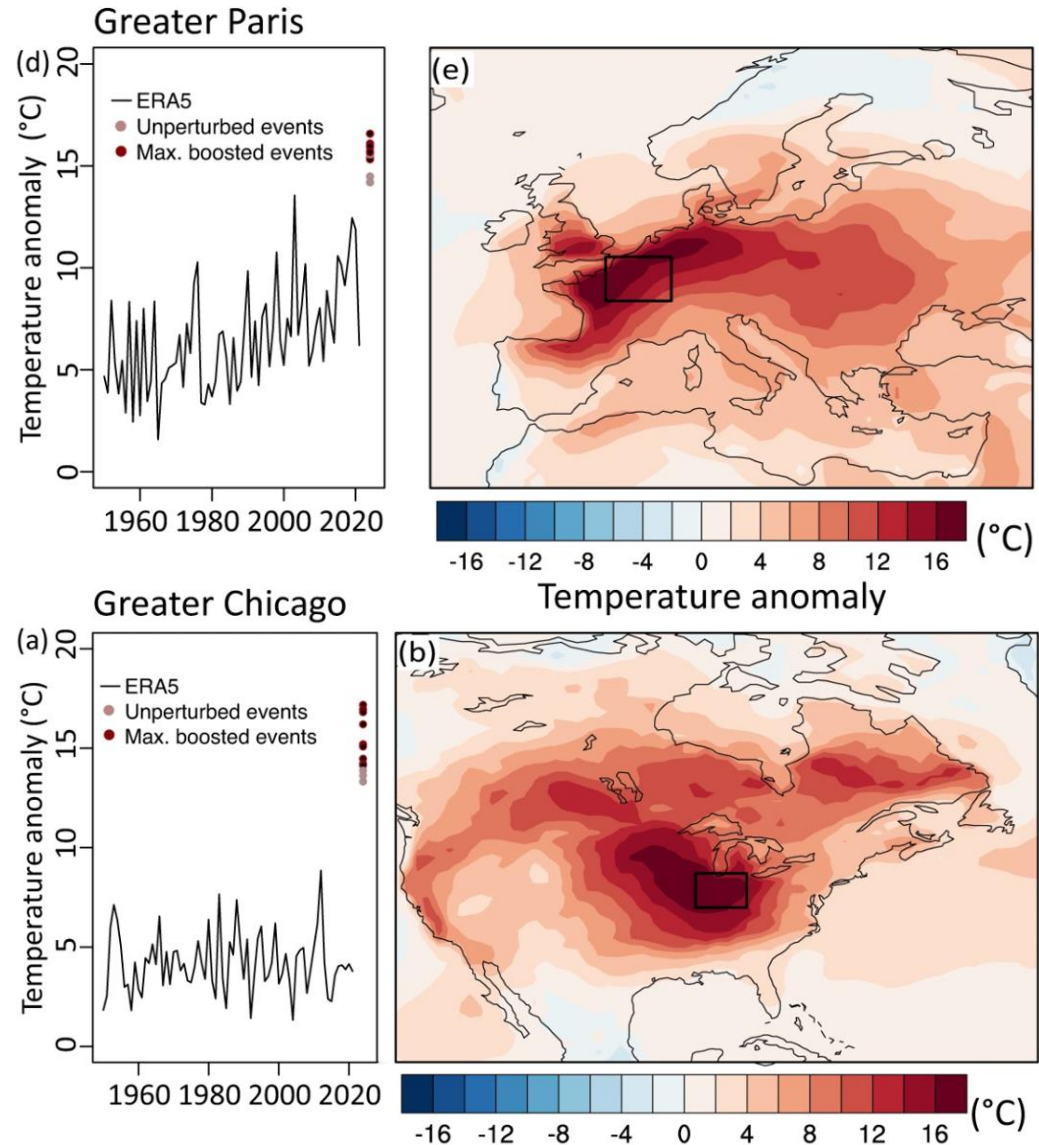 Greater Paris
(d)
20
15
10
5
0
Temperature anomaly (°C)
ERA5
Unperturbed events
Max. boosted events
1960 1980 2000 2020
(e)
-16 -12 -8 -4 0 4 8 12 16 (°C)
Temperature anomaly
Greater Chicago
(a)
20
15
10
5
0
Temperature anomaly (°C)
ERA5
Unperturbed events
Max. boosted events
1960 1980 2000 2020
(b)
-16 -12 -8 -4 0 4 8 12 16 (°C)